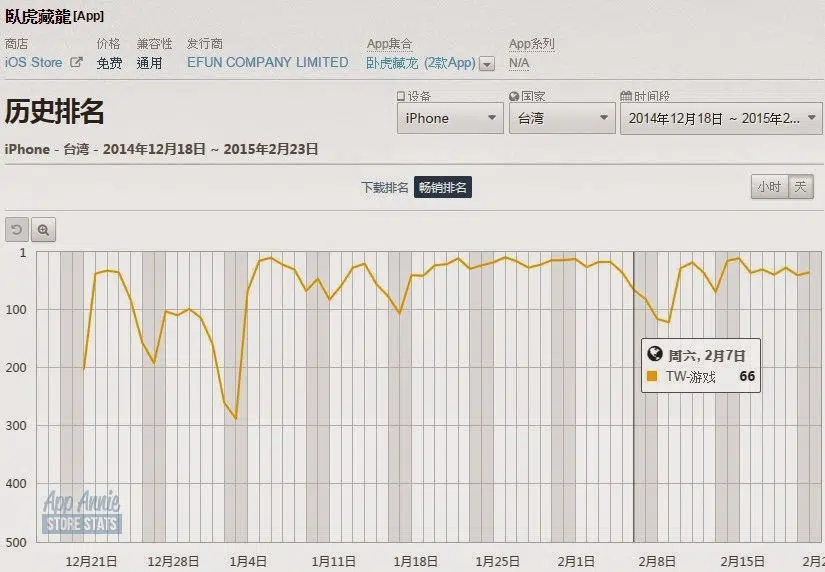 臥虎藏龍[App]
商店 价格 兼容性 发行商 App集合 App系列
iOS Store 免费 通用 EFUN COMPANY LIMITED 卧虎藏龙 (2款App) N/A
历史排名
设备 国家 时间段
iPhone 台湾 2014年12月18日 ~ 2015年2...
iPhone - 台湾 - 2014年12月18日 ~ 2015年2月23日
下载排名 畅销排名 小时 天
1
100
200
300
400
500
周六, 2月7日
TW-游戏 66
App Annie
STORE STATS
12月21日 12月28日 1月4日 1月11日 1月18日 1月25日 2月1日 2月8日 2月15日 2月2